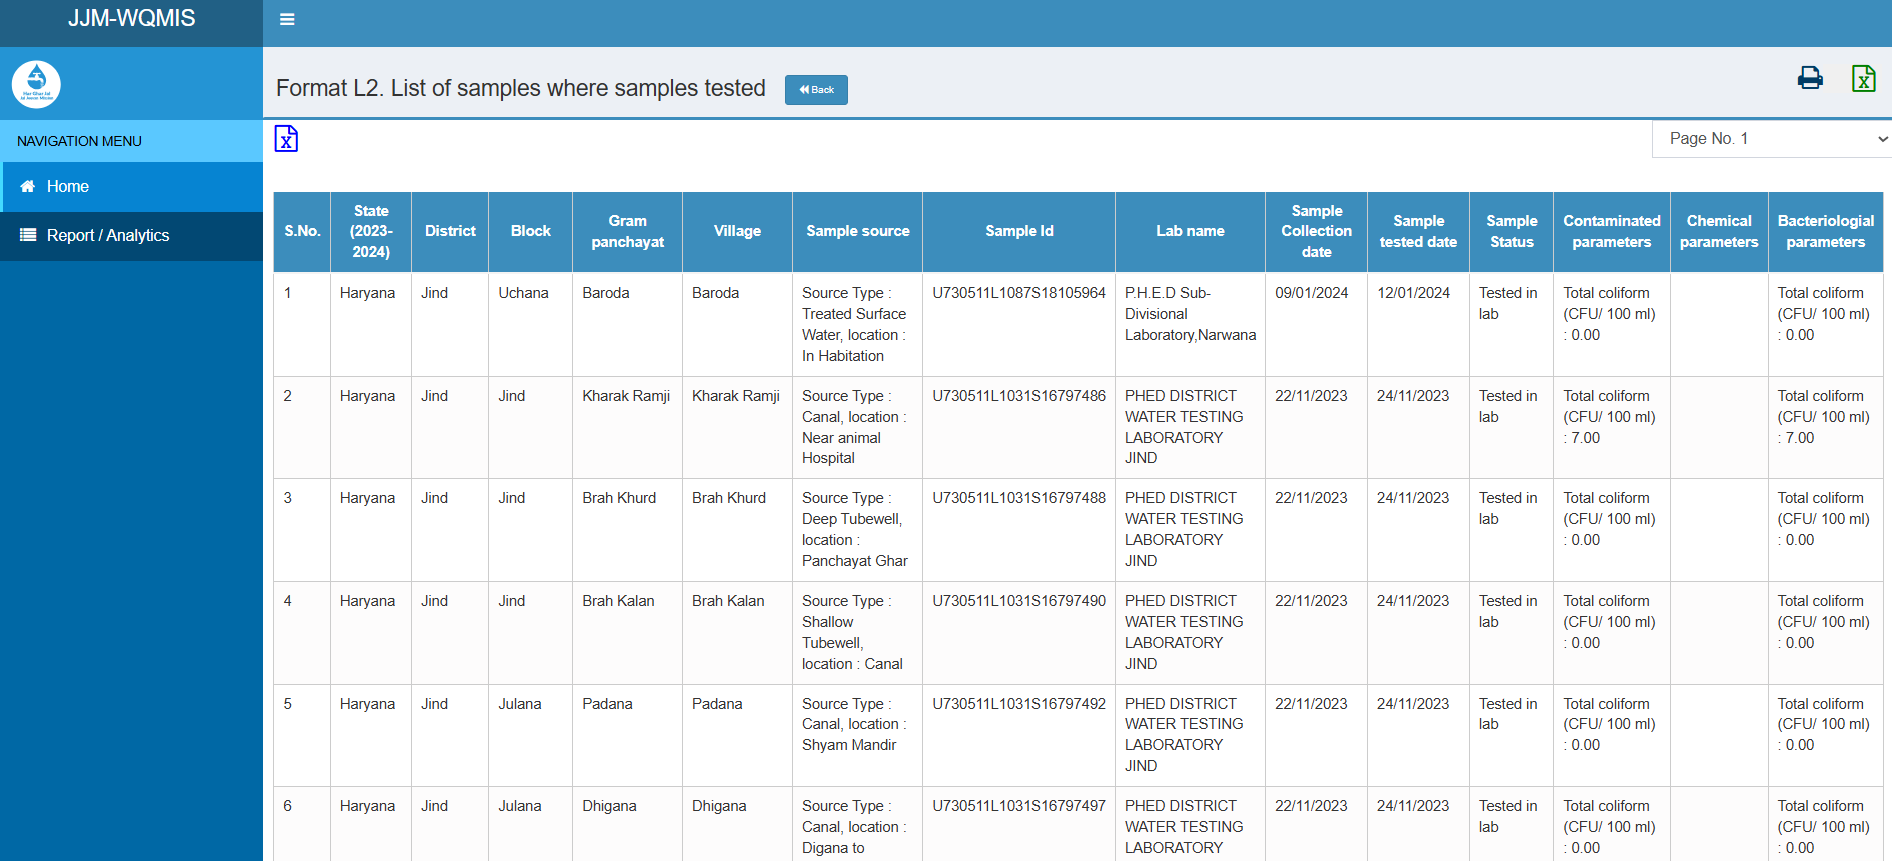 JJM-WQMIS
Har Ghar Jal
Jal Jeevan Mission
NAVIGATION MENU
Home
Report / Analytics
Format L2. List of samples where samples tested
Back
Page No. 1
S.No.
State
(2023-
2024)
District
Block
Gram
panchayat
Village
Sample source
Sample Id
Lab name
Sample
Collection
date
Sample
tested date
Sample
Status
Contaminated
parameters
Chemical
parameters
Bacteriologial
parameters
1
Haryana
Jind
Uchana
Baroda
Baroda
Source Type :
Treated Surface
Water, location :
In Habitation
U730511L1087S18105964
P.H.E.D Sub-
Divisional
Laboratory,Narwana
09/01/2024
12/01/2024
Tested in
lab
Total coliform
(CFU/ 100 ml)
: 0.00
Total coliform
(CFU/ 100 ml)
: 0.00
2
Haryana
Jind
Jind
Kharak Ramji
Kharak Ramji
Source Type :
Canal, location :
Near animal
Hospital
U730511L1031S16797486
PHED DISTRICT
WATER TESTING
LABORATORY
JIND
22/11/2023
24/11/2023
Tested in
lab
Total coliform
(CFU/ 100 ml)
: 7.00
Total coliform
(CFU/ 100 ml)
: 7.00
3
Haryana
Jind
Jind
Brah Khurd
Brah Khurd
Source Type :
Deep Tubewell,
location :
Panchayat Ghar
U730511L1031S16797488
PHED DISTRICT
WATER TESTING
LABORATORY
JIND
22/11/2023
24/11/2023
Tested in
lab
Total coliform
(CFU/ 100 ml)
: 0.00
Total coliform
(CFU/ 100 ml)
: 0.00
4
Haryana
Jind
Jind
Brah Kalan
Brah Kalan
Source Type :
Shallow
Tubewell,
location : Canal
U730511L1031S16797490
PHED DISTRICT
WATER TESTING
LABORATORY
JIND
22/11/2023
24/11/2023
Tested in
lab
Total coliform
(CFU/ 100 ml)
: 0.00
Total coliform
(CFU/ 100 ml)
: 0.00
5
Haryana
Jind
Julana
Padana
Padana
Source Type :
Canal, location :
Shyam Mandir
U730511L1031S16797492
PHED DISTRICT
WATER TESTING
LABORATORY
JIND
22/11/2023
24/11/2023
Tested in
lab
Total coliform
(CFU/ 100 ml)
: 0.00
Total coliform
(CFU/ 100 ml)
: 0.00
6
Haryana
Jind
Julana
Dhigana
Dhigana
Source Type :
Canal, location :
Digana to
U730511L1031S16797497
PHED DISTRICT
WATER TESTING
LABORATORY
22/11/2023
24/11/2023
Tested in
lab
Total coliform
(CFU/ 100 ml)
: 0.00
Total coliform
(CFU/ 100 ml)
: 0.00